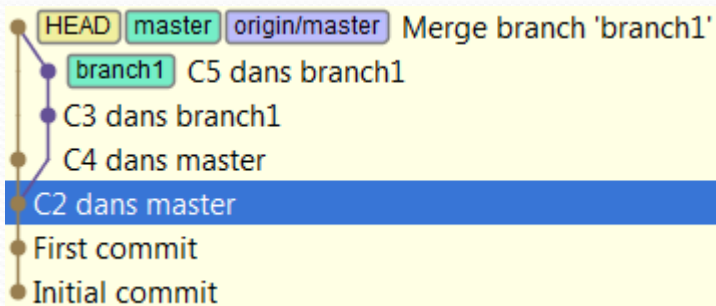 HEAD master origin/master Merge branch 'branch1'
branch1 C5 dans branch1
C3 dans branch1
C4 dans master
C2 dans master
First commit
Initial commit